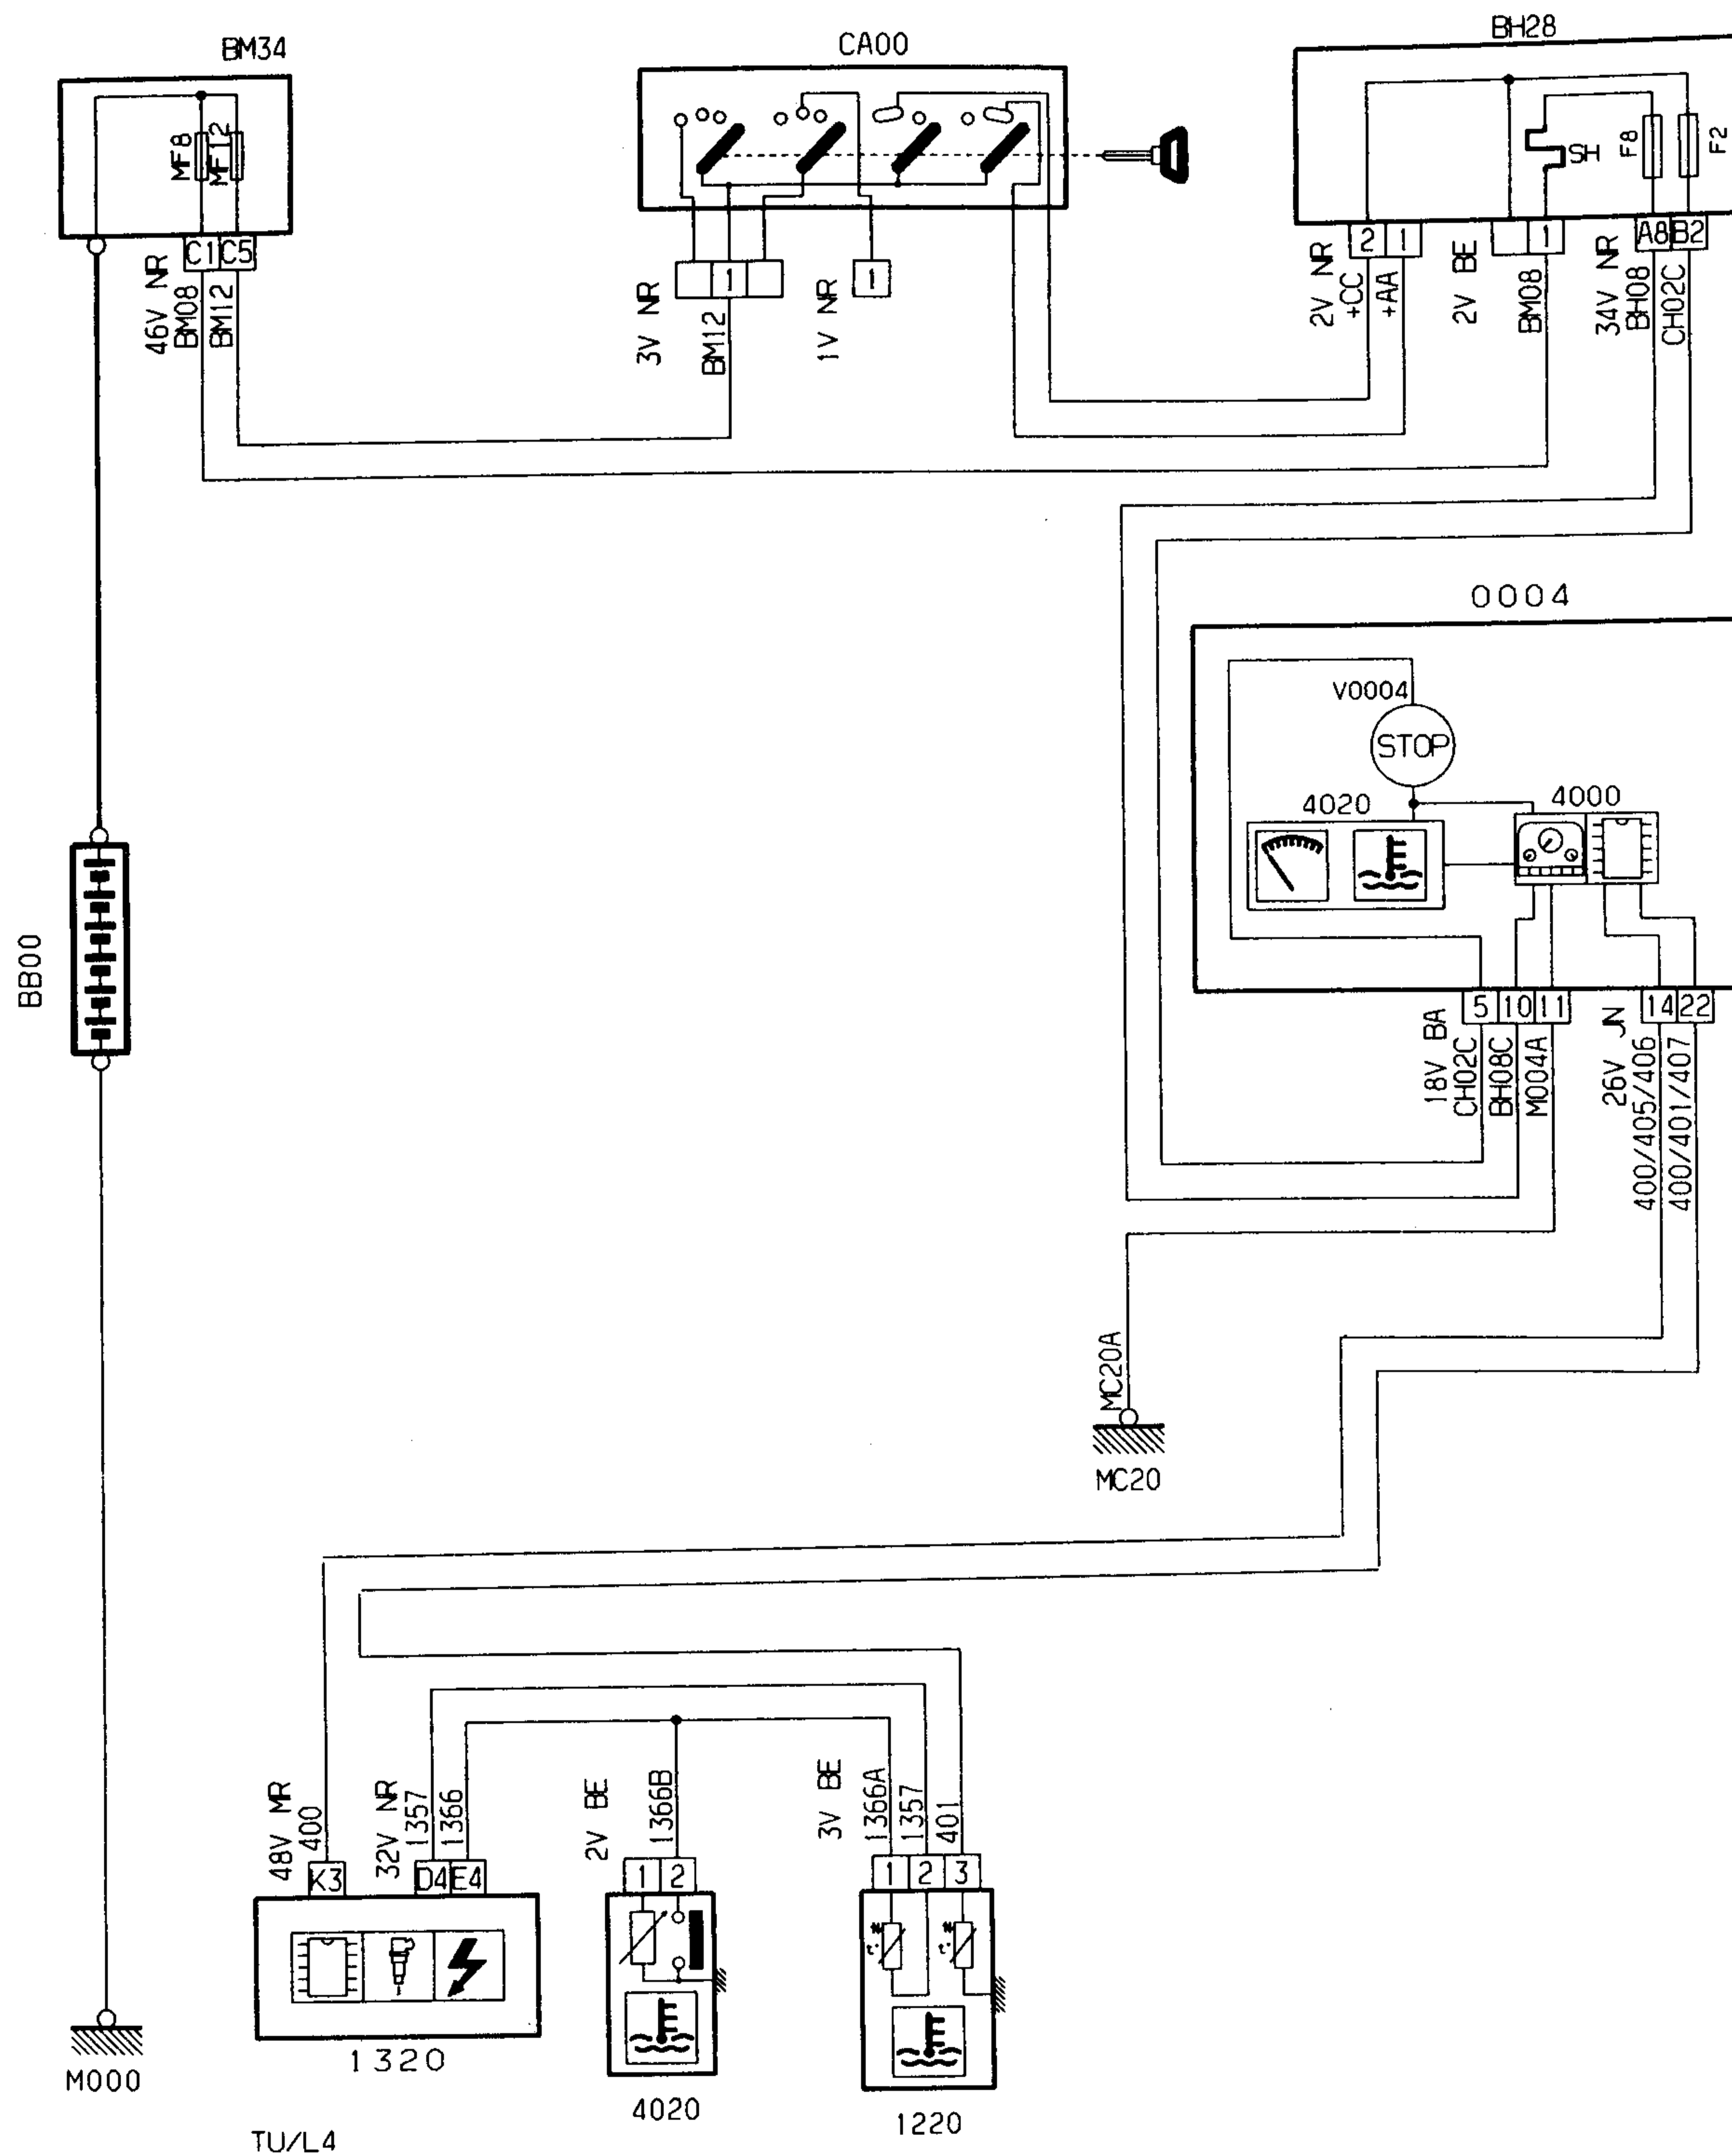 BM34
CA00
BH28
MF8
MF12
SH
F8
F2
C1
C5
1
1
2
1
1
A8
B2
46V NR
BM08
BM12
3V NR
BM12
1V NR
2V NR
+CC
+AA
2V BE
BM08
34V NR
BH08
CH02C
0004
V0004
STOP
4020
4000
BB00
5
10
11
14
22
18V BA
CH02C
BH08C
M004A
26V JN
400/405/406
400/401/407
MC20A
MC20
48V MR
400
32V NR
1357
1366
2V BE
1366B
3V BE
1366A
1357
401
K3
D4
E4
1
2
1
2
3
t°
t°
M000
1320
4020
1220
TU/L4